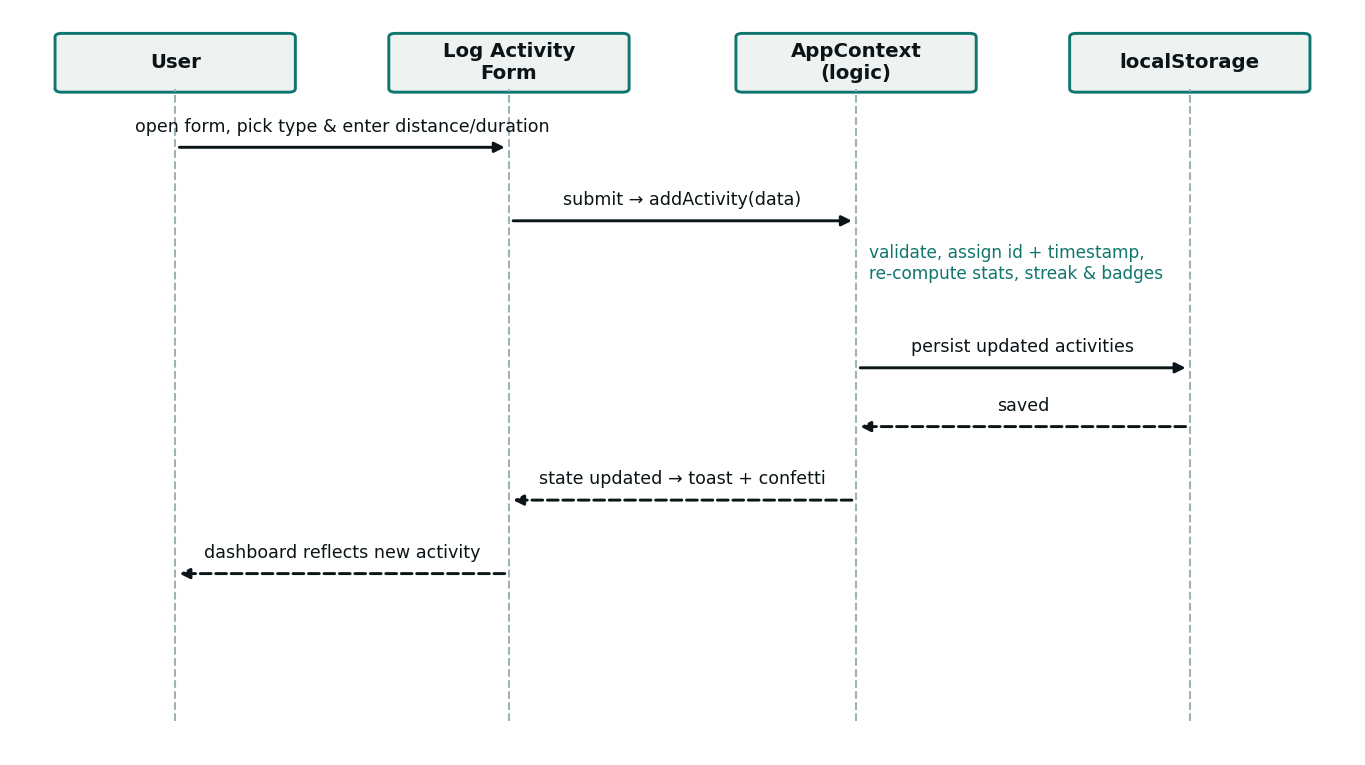 User
Log Activity
Form
AppContext
(logic)
localStorage
open form, pick type & enter distance/duration
submit → addActivity(data)
validate, assign id + timestamp,
re-compute stats, streak & badges
persist updated activities
saved
state updated → toast + confetti
dashboard reflects new activity